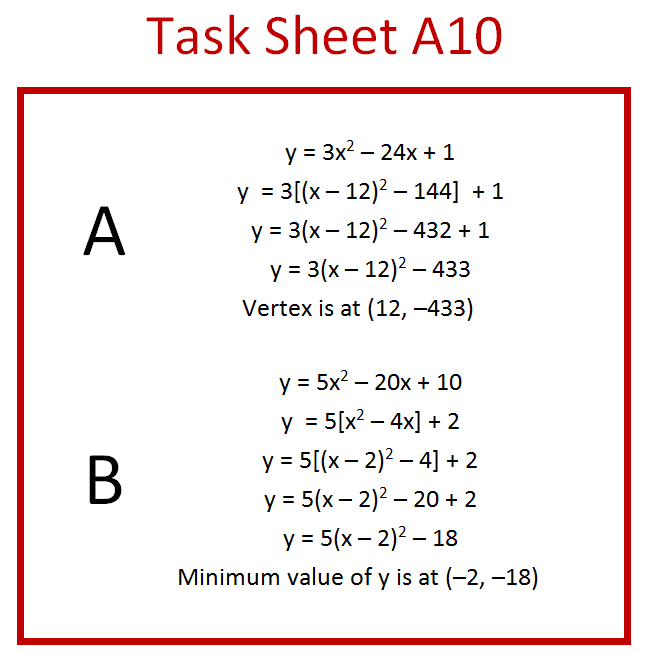 Task Sheet A10
A
y = 3x² – 24x + 1
y = 3[(x – 12)² – 144] + 1
y = 3(x – 12)² – 432 + 1
y = 3(x – 12)² – 433
Vertex is at (12, –433)
B
y = 5x² – 20x + 10
y = 5[x² – 4x] + 2
y = 5[(x – 2)² – 4] + 2
y = 5(x – 2)² – 20 + 2
y = 5(x – 2)² – 18
Minimum value of y is at (–2, –18)